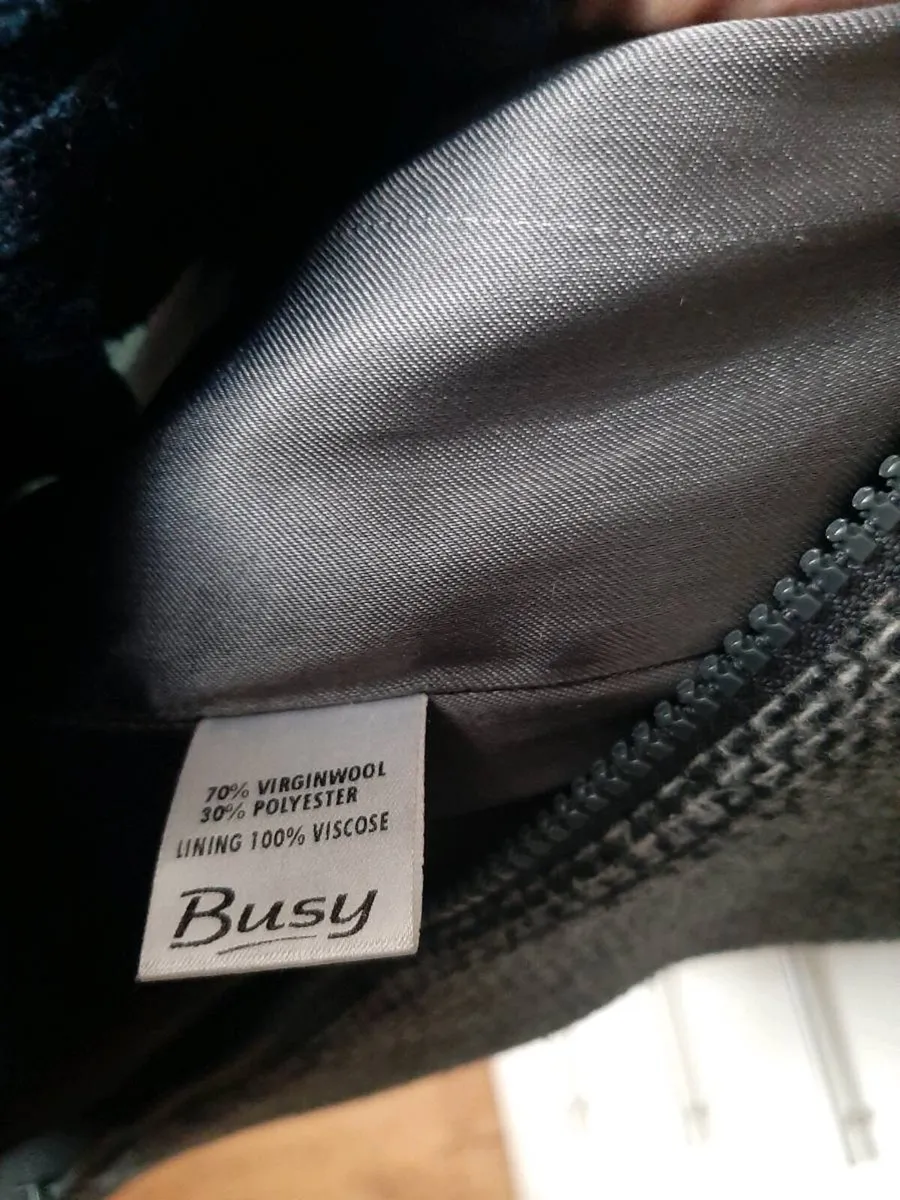 70% VIRGINWOOL
30% POLYESTER
LINING 100% VISCOSE
Busy